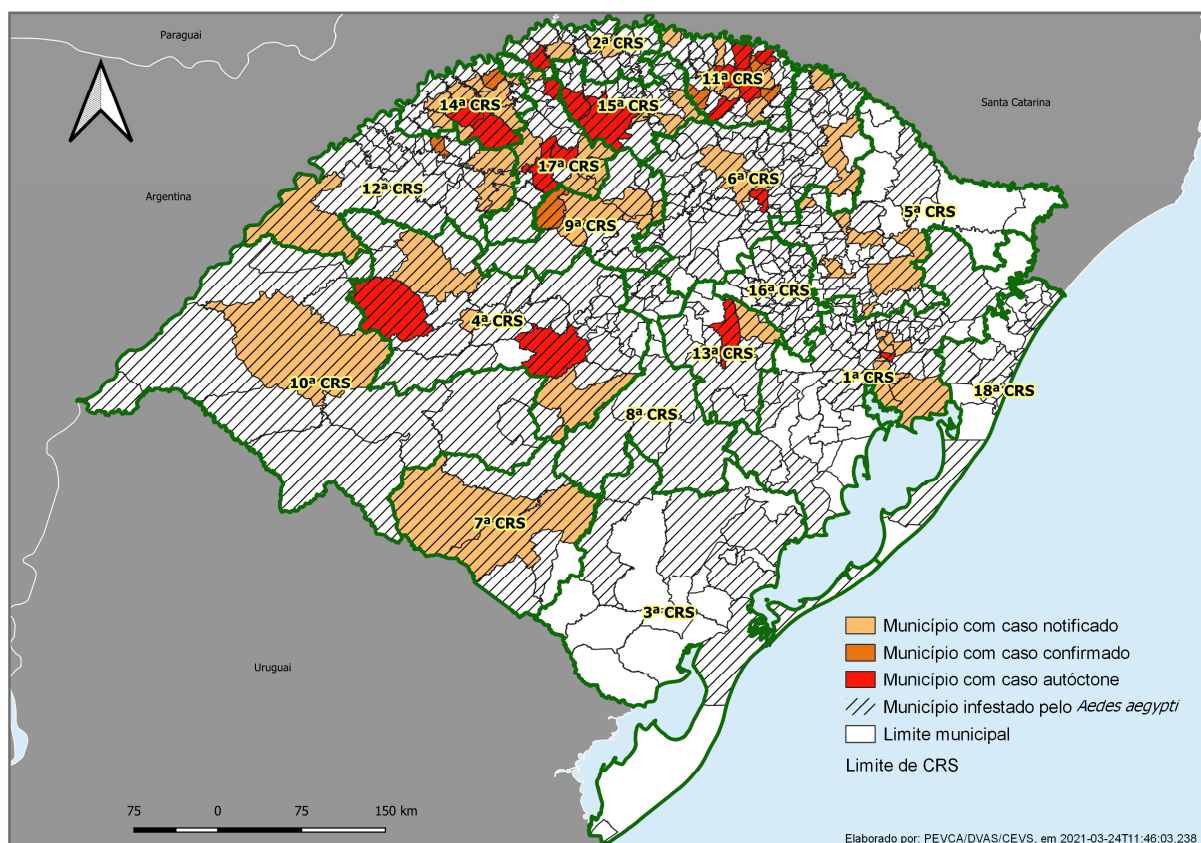 Paraguai
2ª CRS
11ª CRS
14ª CRS
15ª CRS
Santa Catarina
17ª CRS
6ª CRS
12ª CRS
Argentina
5ª CRS
9ª CRS
16ª CRS
4ª CRS
13ª CRS
10ª CRS
1ª CRS
18ª CRS
8ª CRS
7ª CRS
3ª CRS
Uruguai
Município com caso notificado
Município com caso confirmado
Município com caso autóctone
Município infestado pelo Aedes aegypti
Limite municipal
Limite de CRS
75 0 75 150 km
Elaborado por: PEVCA/DVAS/CEVS, em 2021-03-24T11:46:03.238